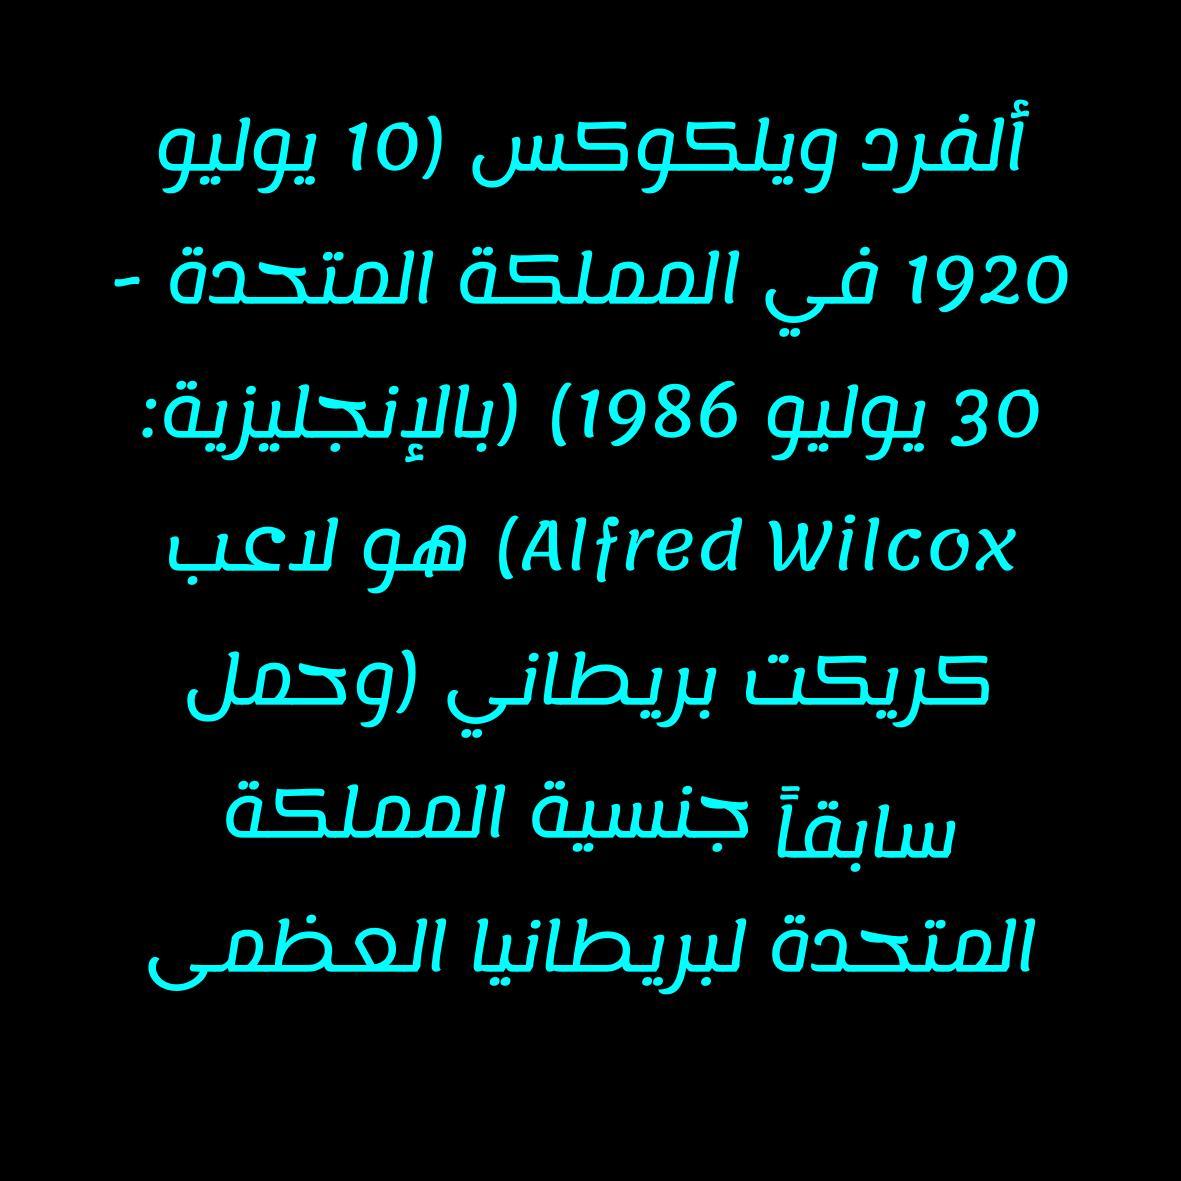 ألفرد ويلكوكس (10 يوليو
1920 في المملكة المتحدة -
30 يوليو 1986) (بالإنجليزية:
Alfred Wilcox) هو لاعب
كريكت بريطاني (وحمل
سابقاً جنسية المملكة
المتحدة لبريطانيا العظمى